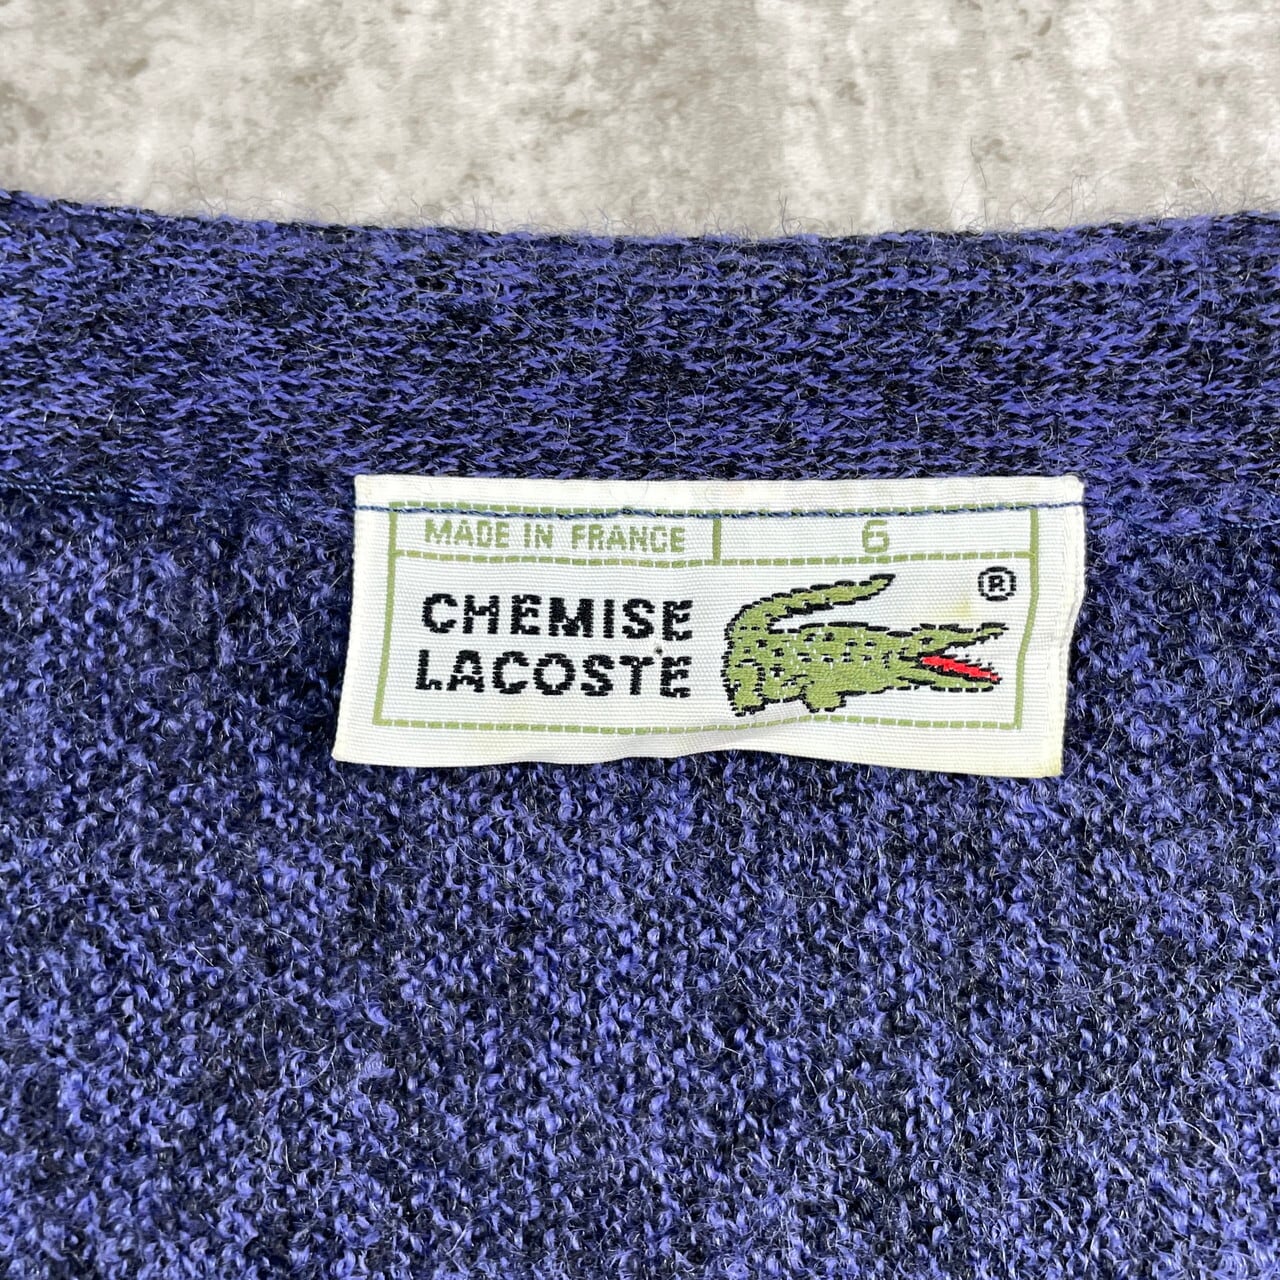 MADE IN FRANCE 6
CHEMISE
LACOSTE
®